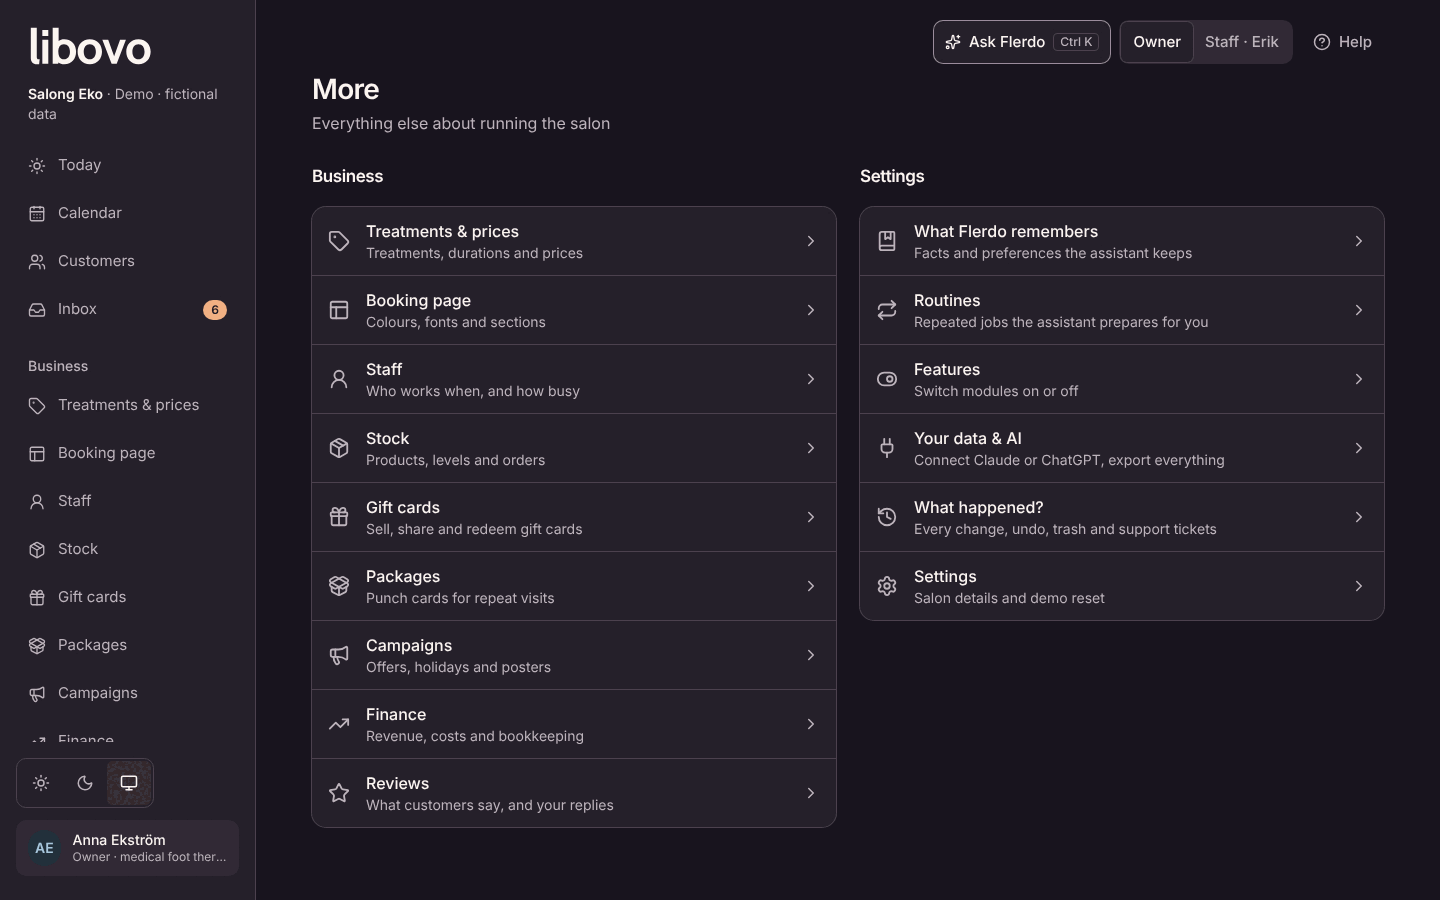 libovo
Salong Eko · Demo · fictional
data
Today
Calendar
Customers
Inbox
6
Business
Treatments & prices
Booking page
Staff
Stock
Gift cards
Packages
Campaigns
Finance
AE
Anna Ekström
Owner · medical foot ther...
Ask Flerdo
Ctrl K
Owner
Staff · Erik
Help
More
Everything else about running the salon
Business
Treatments & prices
Treatments, durations and prices
Booking page
Colours, fonts and sections
Staff
Who works when, and how busy
Stock
Products, levels and orders
Gift cards
Sell, share and redeem gift cards
Packages
Punch cards for repeat visits
Campaigns
Offers, holidays and posters
Finance
Revenue, costs and bookkeeping
Reviews
What customers say, and your replies
Settings
What Flerdo remembers
Facts and preferences the assistant keeps
Routines
Repeated jobs the assistant prepares for you
Features
Switch modules on or off
Your data & AI
Connect Claude or ChatGPT, export everything
What happened?
Every change, undo, trash and support tickets
Settings
Salon details and demo reset